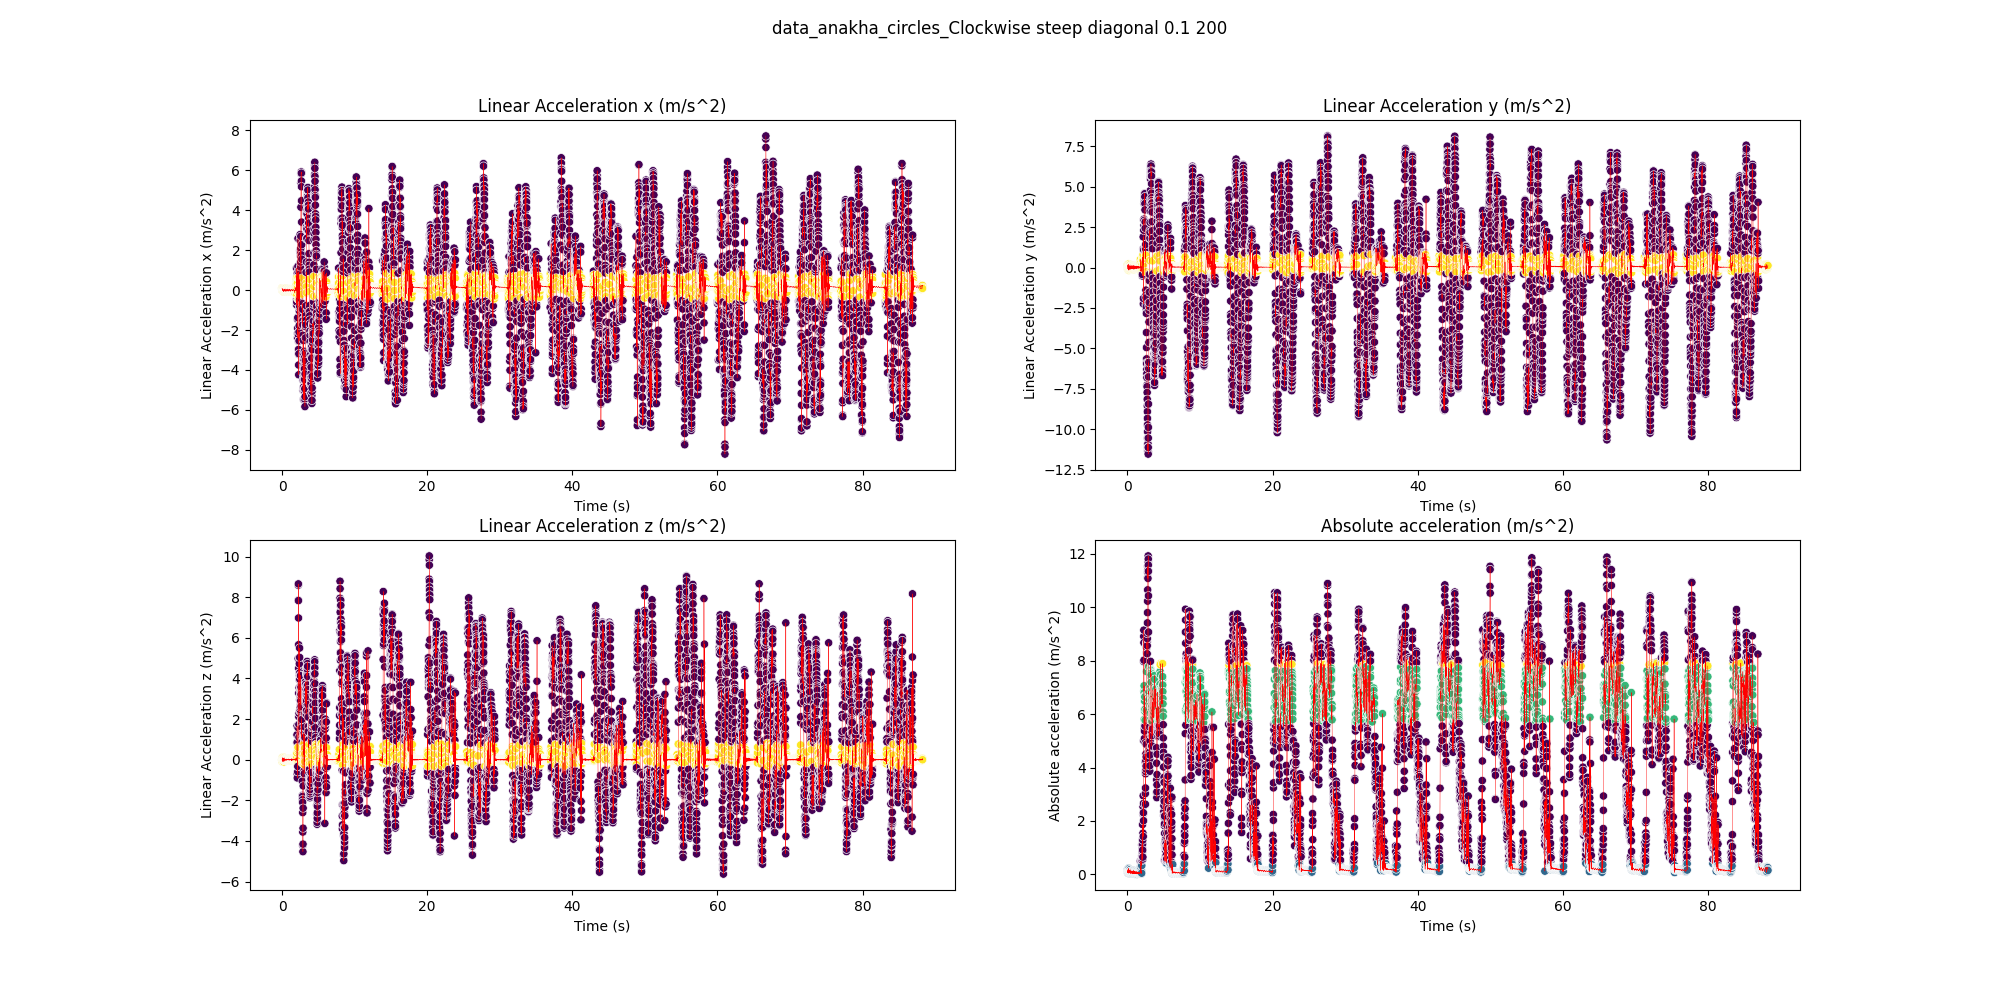 data_anakha_circles_Clockwise steep diagonal 0.1 200
Linear Acceleration x (m/s^2)
Linear Acceleration x (m/s^2)
8
6
4
2
0
−2
−4
−6
−8
0 20 40 60 80
Time (s)
Linear Acceleration y (m/s^2)
Linear Acceleration y (m/s^2)
7.5
5.0
2.5
0.0
−2.5
−5.0
−7.5
−10.0
−12.5
0 20 40 60 80
Time (s)
Linear Acceleration z (m/s^2)
Linear Acceleration z (m/s^2)
10
8
6
4
2
0
−2
−4
−6
0 20 40 60 80
Time (s)
Absolute acceleration (m/s^2)
Absolute acceleration (m/s^2)
12
10
8
6
4
2
0
0 20 40 60 80
Time (s)